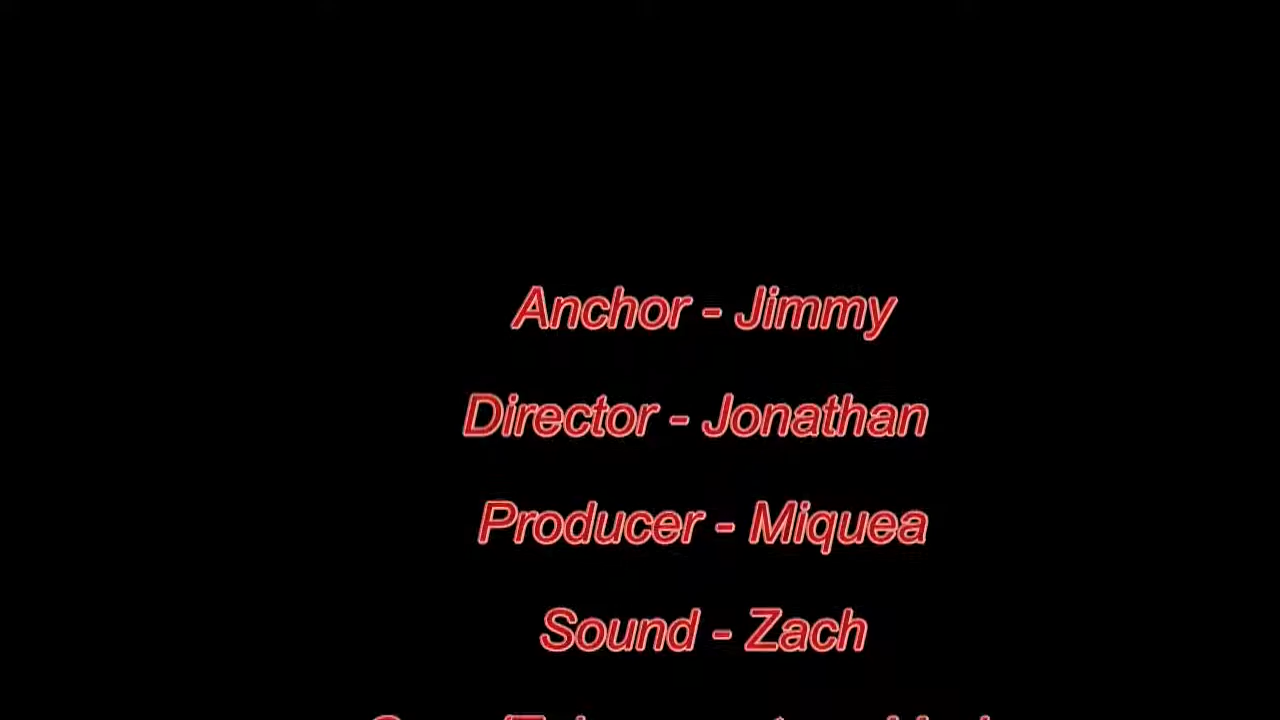 Anchor - Jimmy
Director - Jonathan
Producer - Miquea
Sound - Zach